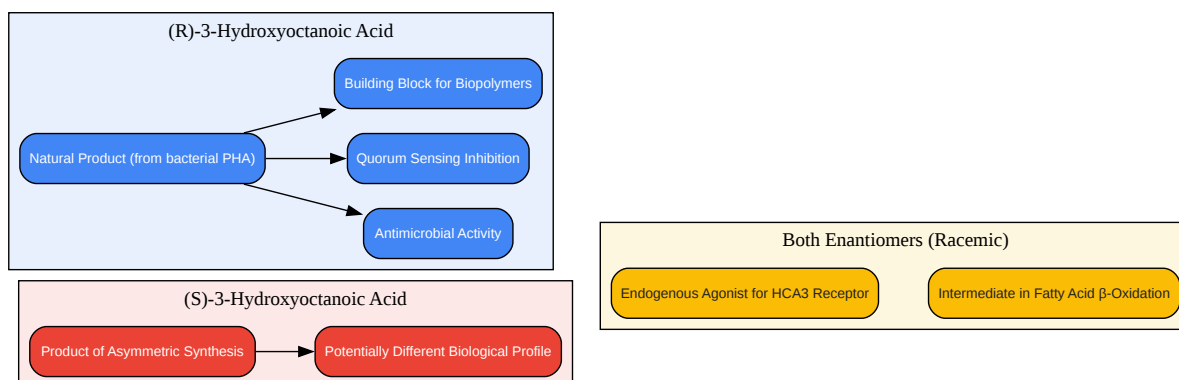 (R)-3-Hydroxyoctanoic Acid
Building Block for Biopolymers
Natural Product (from bacterial PHA)
Quorum Sensing Inhibition
Antimicrobial Activity
(S)-3-Hydroxyoctanoic Acid
Product of Asymmetric Synthesis
Potentially Different Biological Profile
Both Enantiomers (Racemic)
Endogenous Agonist for HCA3 Receptor
Intermediate in Fatty Acid β-Oxidation